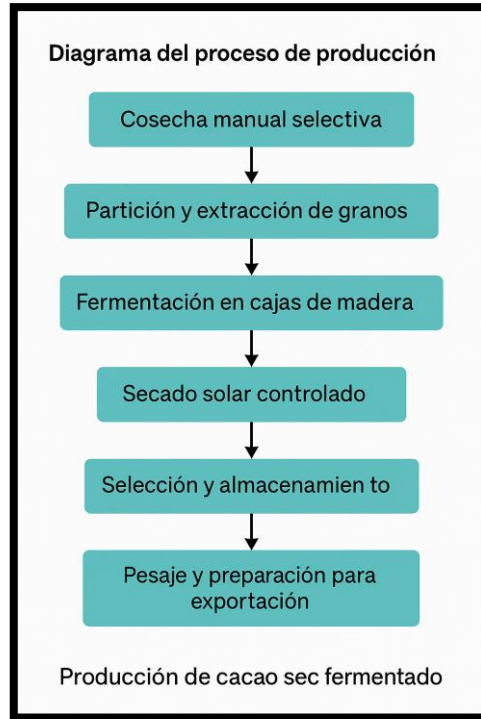 Diagrama del proceso de producción
Cosecha manual selectiva
Partición y extracción de granos
Fermentación en cajas de madera
Secado solar controlado
Selección y almacenamien to
Pesaje y preparación para
exportación
Producción de cacao sec fermentado